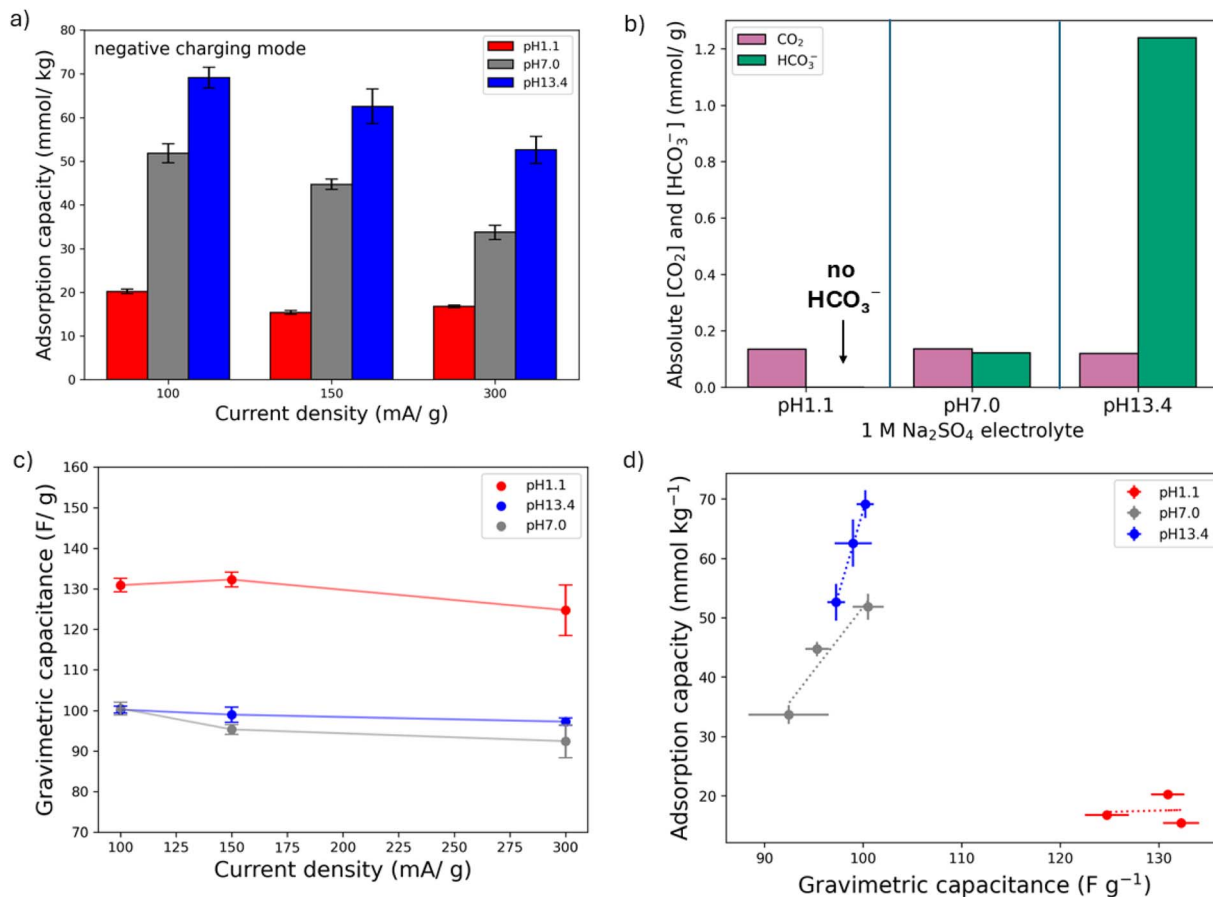 a)
negative charging mode
pH1.1
pH7.0
pH13.4
80
70
60
50
40
30
20
10
0
Adsorption capacity (mmol/ kg)
100
150
300
Current density (mA/ g)
b)
CO₂
HCO₃⁻
no
HCO₃⁻
1.2
1.0
0.8
0.6
0.4
0.2
0.0
Absolute [CO₂] and [HCO₃⁻] (mmol/ g)
pH1.1
pH7.0
pH13.4
1 M Na₂SO₄ electrolyte
c)
pH1.1
pH13.4
pH7.0
160
150
140
130
120
110
100
90
80
70
Gravimetric capacitance (F/ g)
100
125
150
175
200
225
250
275
300
Current density (mA/ g)
d)
pH1.1
pH7.0
pH13.4
70
60
50
40
30
20
Adsorption capacity (mmol kg⁻¹)
90
100
110
120
130
Gravimetric capacitance (F g⁻¹)